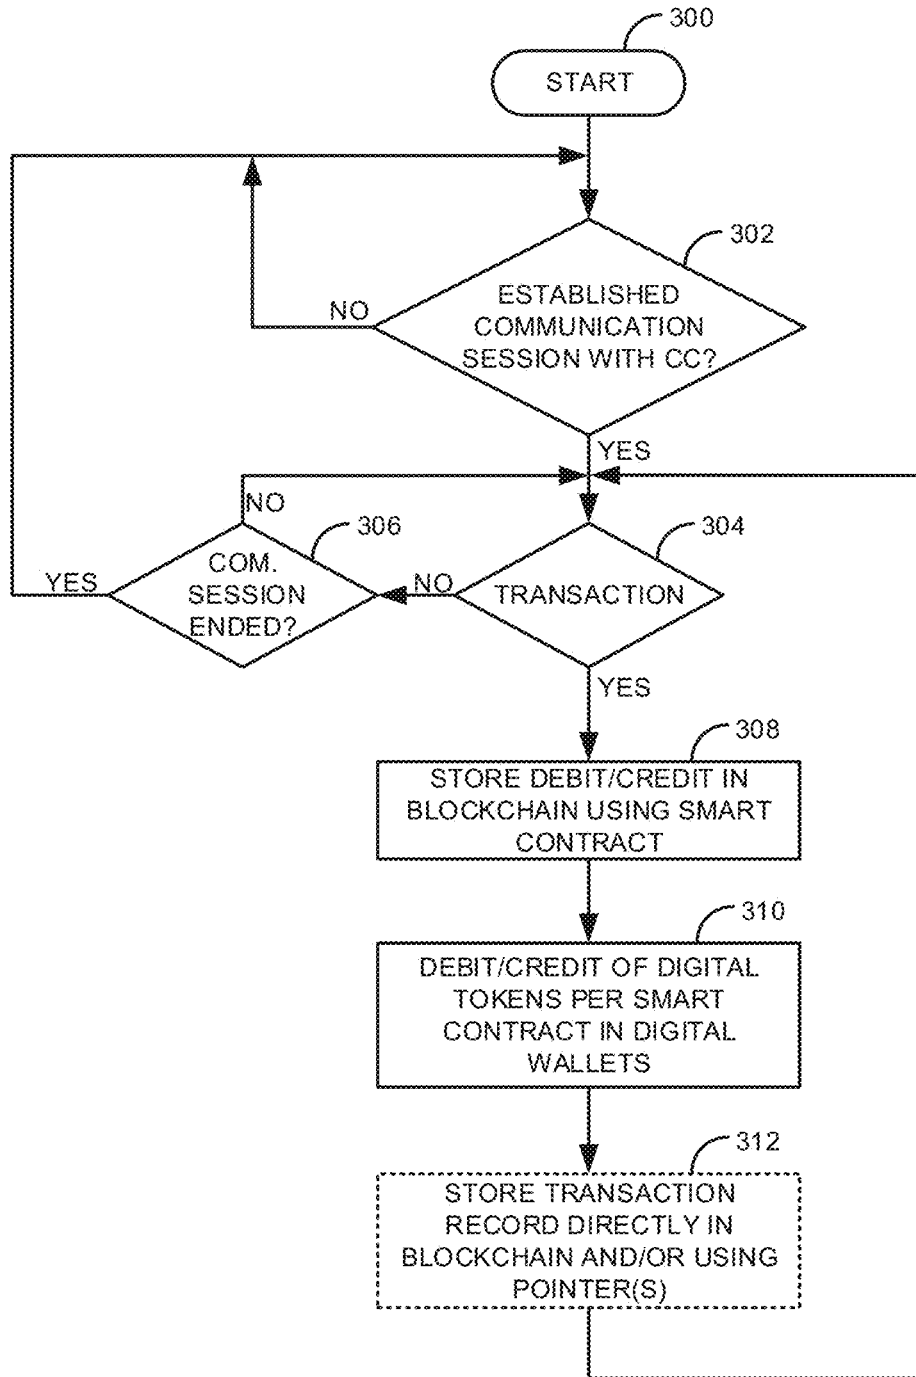 300
START
302
ESTABLISHED
COMMUNICATION
SESSION WITH CC?
NO
YES
NO
306
304
COM.
SESSION
ENDED?
YES
NO
TRANSACTION
YES
308
STORE DEBIT/CREDIT IN
BLOCKCHAIN USING SMART
CONTRACT
310
DEBIT/CREDIT OF DIGITAL
TOKENS PER SMART
CONTRACT IN DIGITAL
WALLETS
312
STORE TRANSACTION
RECORD DIRECTLY IN
BLOCKCHAIN AND/OR USING
POINTER(S)